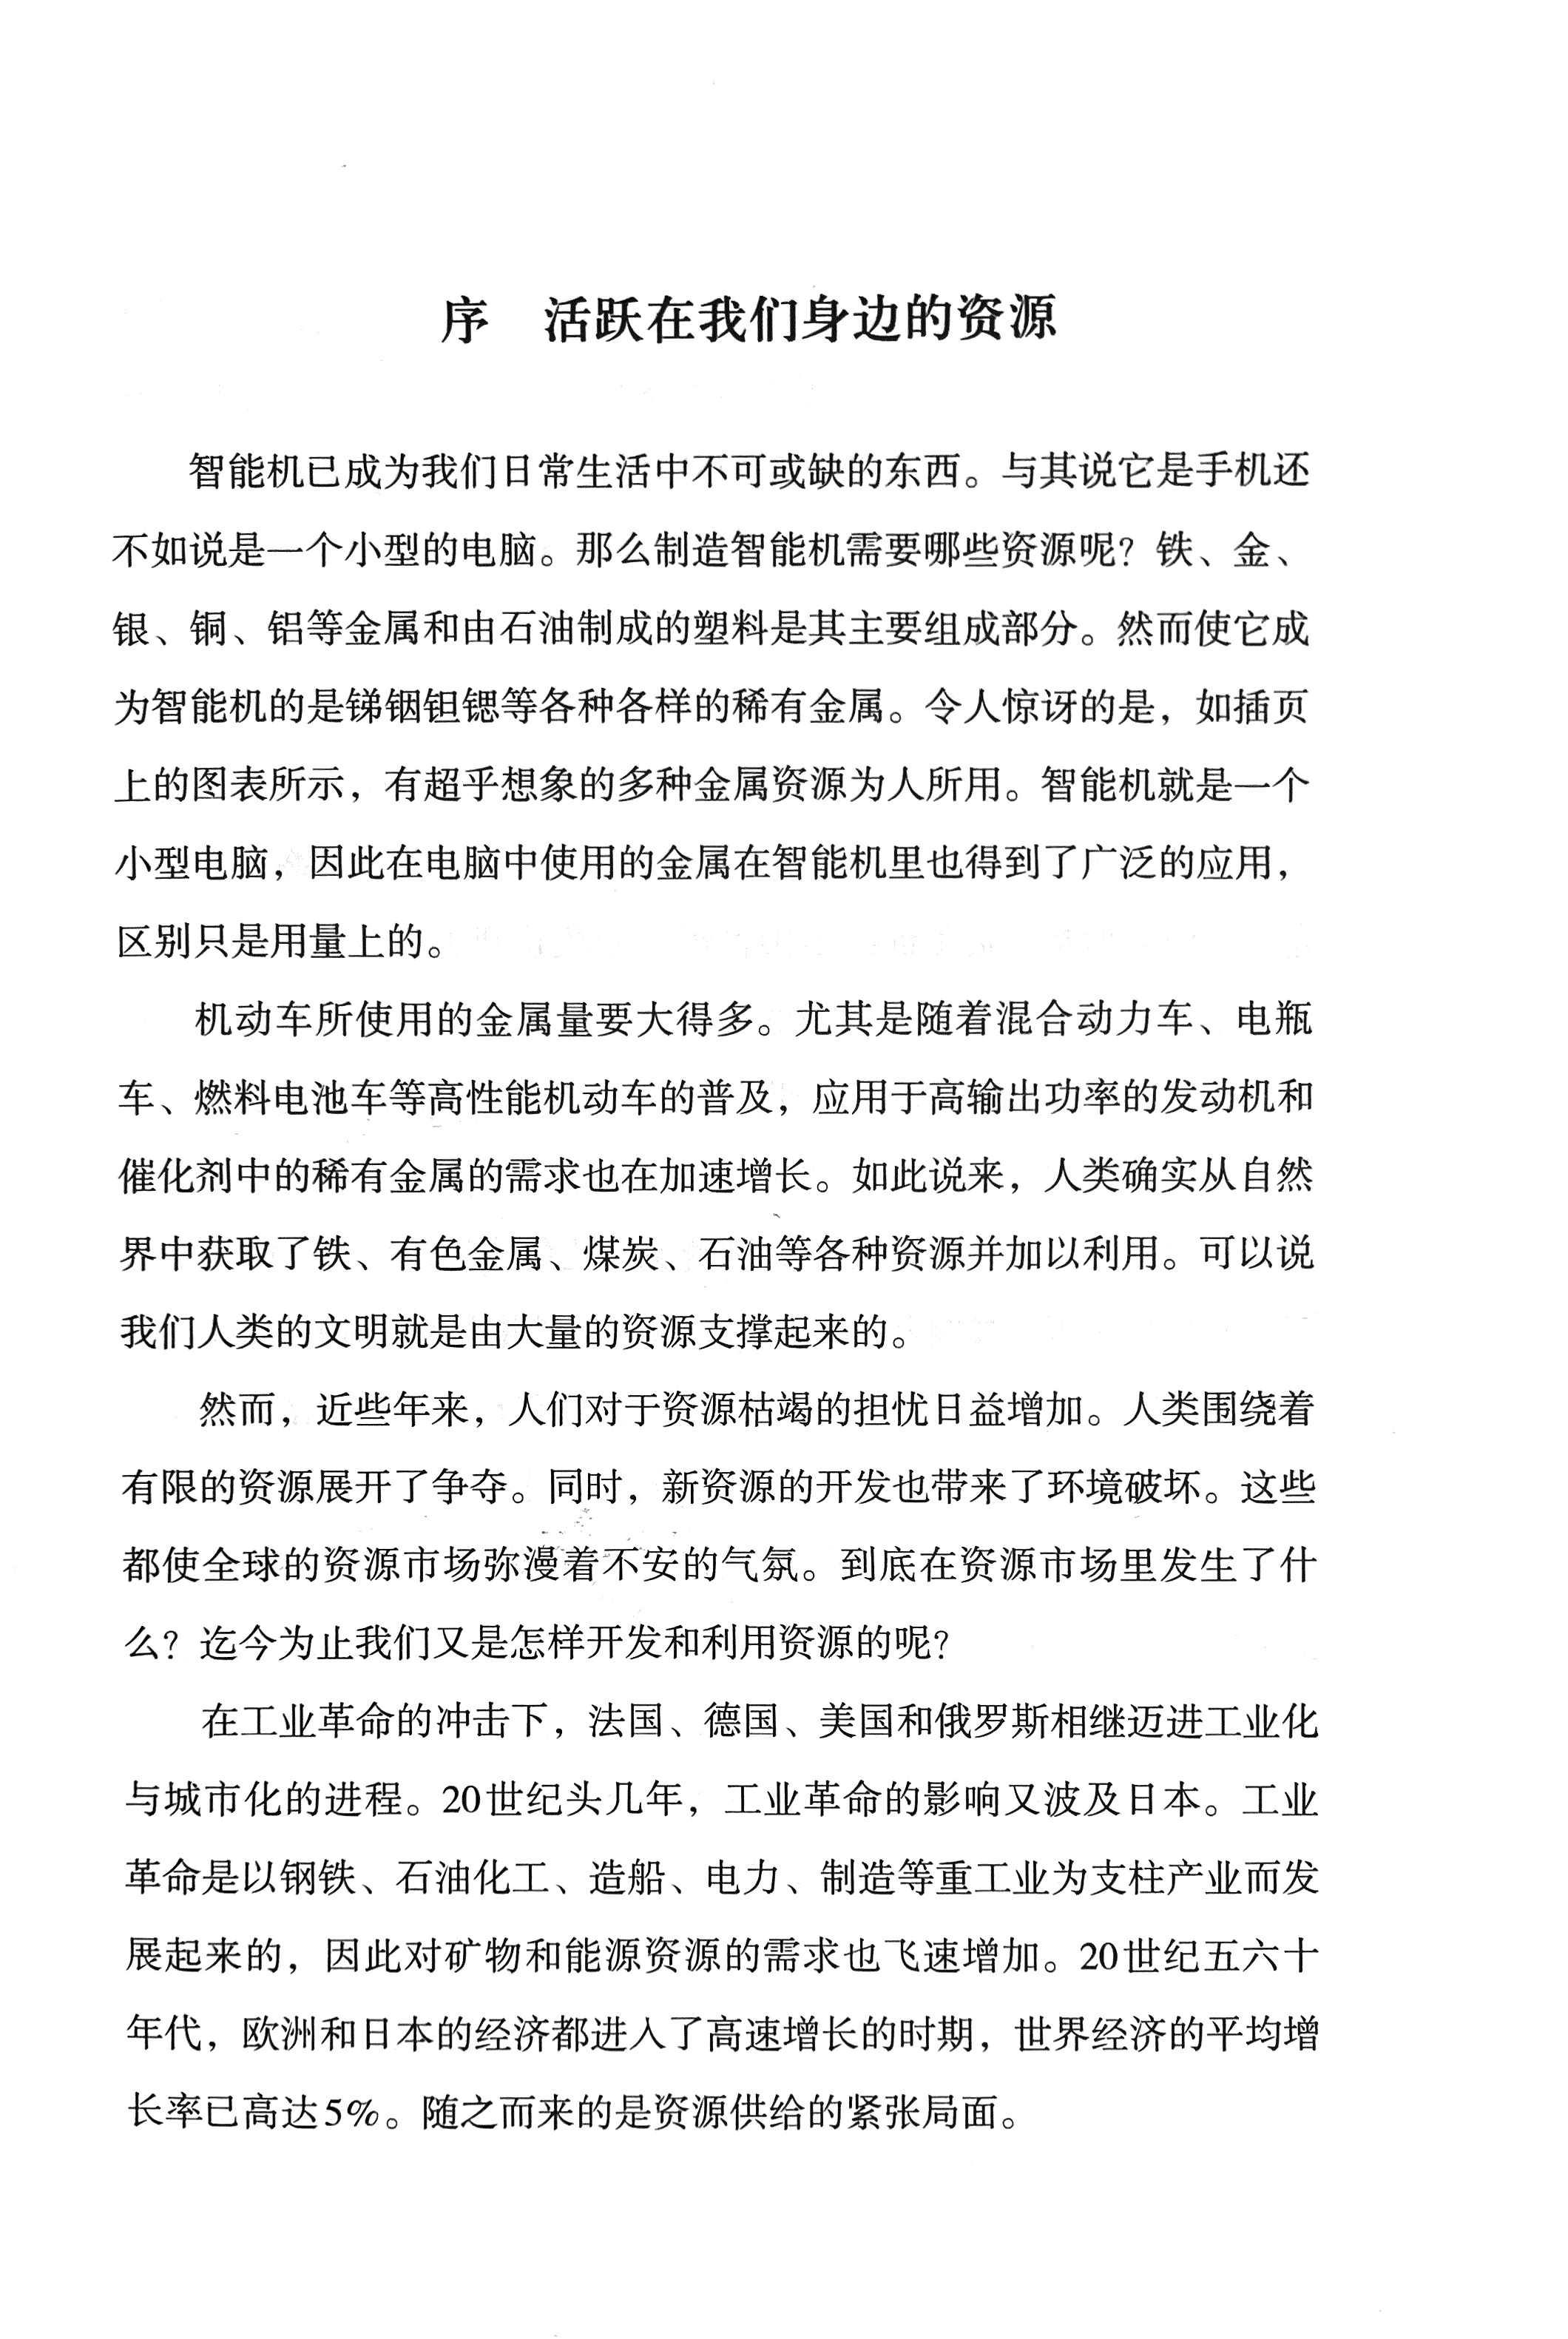 序　活跃在我们身边的资源
智能机已成为我们日常生活中不可或缺的东西。与其说它是手机还
不如说是一个小型的电脑。那么制造智能机需要哪些资源呢？铁、金、
银、铜、铝等金属和由石油制成的塑料是其主要组成部分。然而使它成
为智能机的是锑铟钽锶等各种各样的稀有金属。令人惊讶的是，如插页
上的图表所示，有超乎想象的多种金属资源为人所用。智能机就是一个
小型电脑，因此在电脑中使用的金属在智能机里也得到了广泛的应用，
区别只是用量上的。
机动车所使用的金属量要大得多。尤其是随着混合动力车、电瓶
车、燃料电池车等高性能机动车的普及，应用于高输出功率的发动机和
催化剂中的稀有金属的需求也在加速增长。如此说来，人类确实从自然
界中获取了铁、有色金属、煤炭、石油等各种资源并加以利用。可以说
我们人类的文明就是由大量的资源支撑起来的。
然而，近些年来，人们对于资源枯竭的担忧日益增加。人类围绕着
有限的资源展开了争夺。同时，新资源的开发也带来了环境破坏。这些
都使全球的资源市场弥漫着不安的气氛。到底在资源市场里发生了什
么？迄今为止我们又是怎样开发和利用资源的呢？
在工业革命的冲击下，法国、德国、美国和俄罗斯相继迈进工业化
与城市化的进程。20世纪头几年，工业革命的影响又波及日本。工业
革命是以钢铁、石油化工、造船、电力、制造等重工业为支柱产业而发
展起来的，因此对矿物和能源资源的需求也飞速增加。20世纪五六十
年代，欧洲和日本的经济都进入了高速增长的时期，世界经济的平均增
长率已高达5%。随之而来的是资源供给的紧张局面。